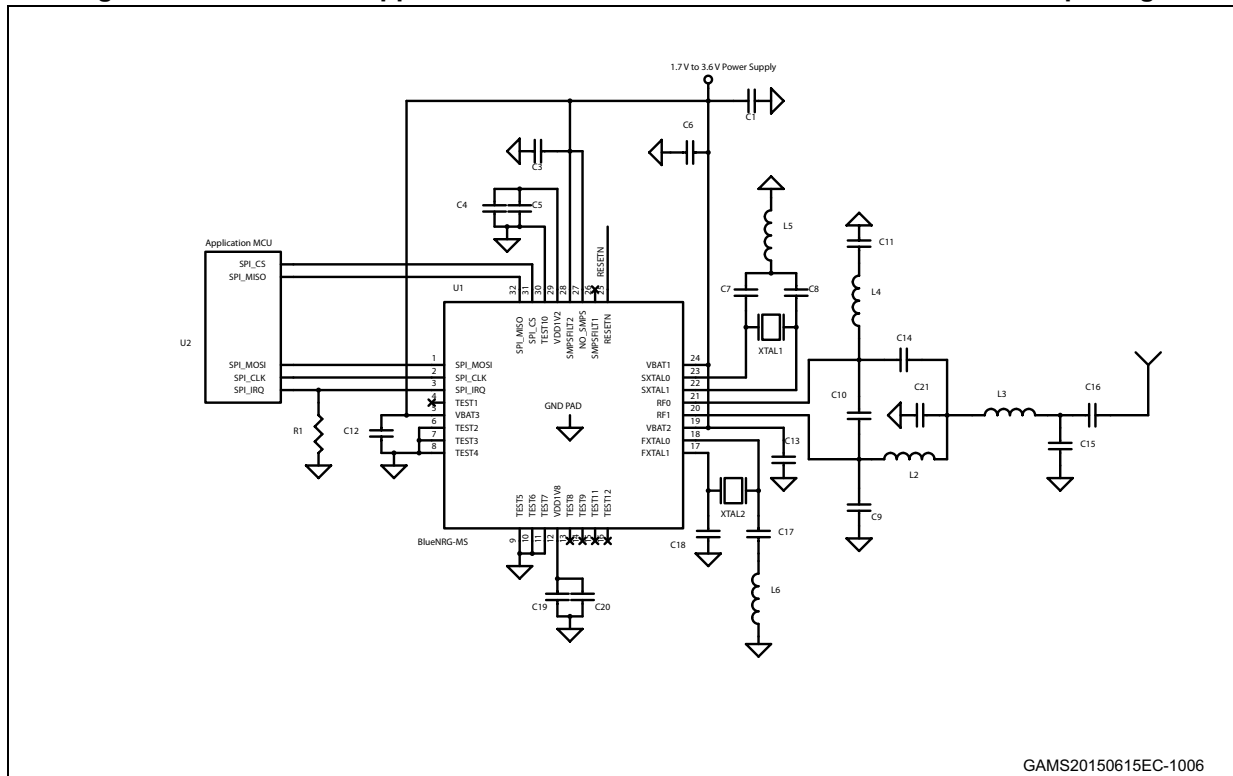 1.7 V to 3.6 V Power Supply
C1
C6
C3
C4
C5
L5
C11
RESETN
Application MCU
SPI_CS
SPI_MISO
U2
SPI_MOSI
SPI_CLK
SPI_IRQ
U1
C7
C8
L4
XTAL1
C14
32
31
30
29
28
27
26
25
SPI_MISO
SPI_CS
TEST10
VDD1V2
SMPSFILT2
NO_SMPS
SMPSFILT1
RESETN
1 SPI_MOSI
2 SPI_CLK
3 SPI_IRQ
4 TEST1
5 VBAT3
6 TEST2
7 TEST3
8 TEST4
VBAT1 24
SXTAL0 23
SXTAL1 22
RF0 21
RF1 20
VBAT2 19
FXTAL0 18
FXTAL1 17
GND PAD
C10
C21
L3
C16
C15
R1
C12
C13
L2
XTAL2
C9
C17
C18
TEST5
TEST6
TEST7
VDD1V8
TEST8
TEST9
TEST11
TEST12
BlueNRG-MS
9
10
11
12
13
14
C19
C20
L6
GAMS20150615EC-1006